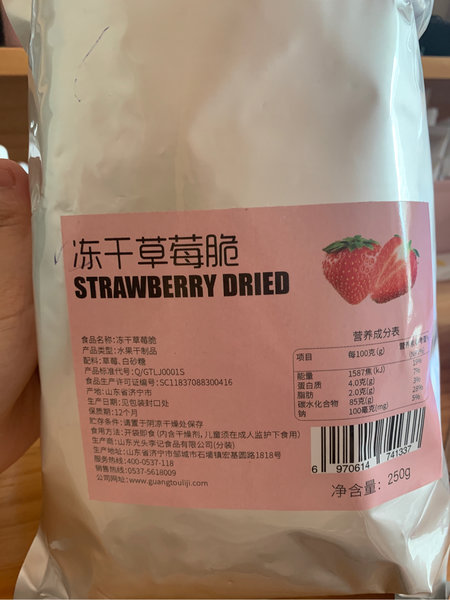 冻干草莓脆
STRAWBERRY DRIED
食品名称:冻干草莓脆
产品类型:水果干制品
配料:草莓、白砂糖
产品标准代号:Q/GTLJ0001S
食品生产许可证编号:SC11837088300416
产地:山东省济宁市
生产日期:见包装封口处
保质期:12个月
贮存条件:请置于阴凉干燥处保存
食用方法:开袋即食(内含干燥剂,儿童须在成人监护下食用)
生产商:山东光头李记食品有限公司(分装)
生产地址:山东省济宁市邹城市石墙镇宏基圆路1818号
服务热线:400-0537-118
销售热线:0537-5618009
公司网址:www.guangtouliji.com
营养成分表
项目 每100克(g)
能量 1587焦(kJ)
蛋白质 4.0克(g)
脂肪 2.0克(g)
碳水化合物 85克(g) 28%
钠 100毫克(mg) 5%
6 970614 741337
净含量: 250g